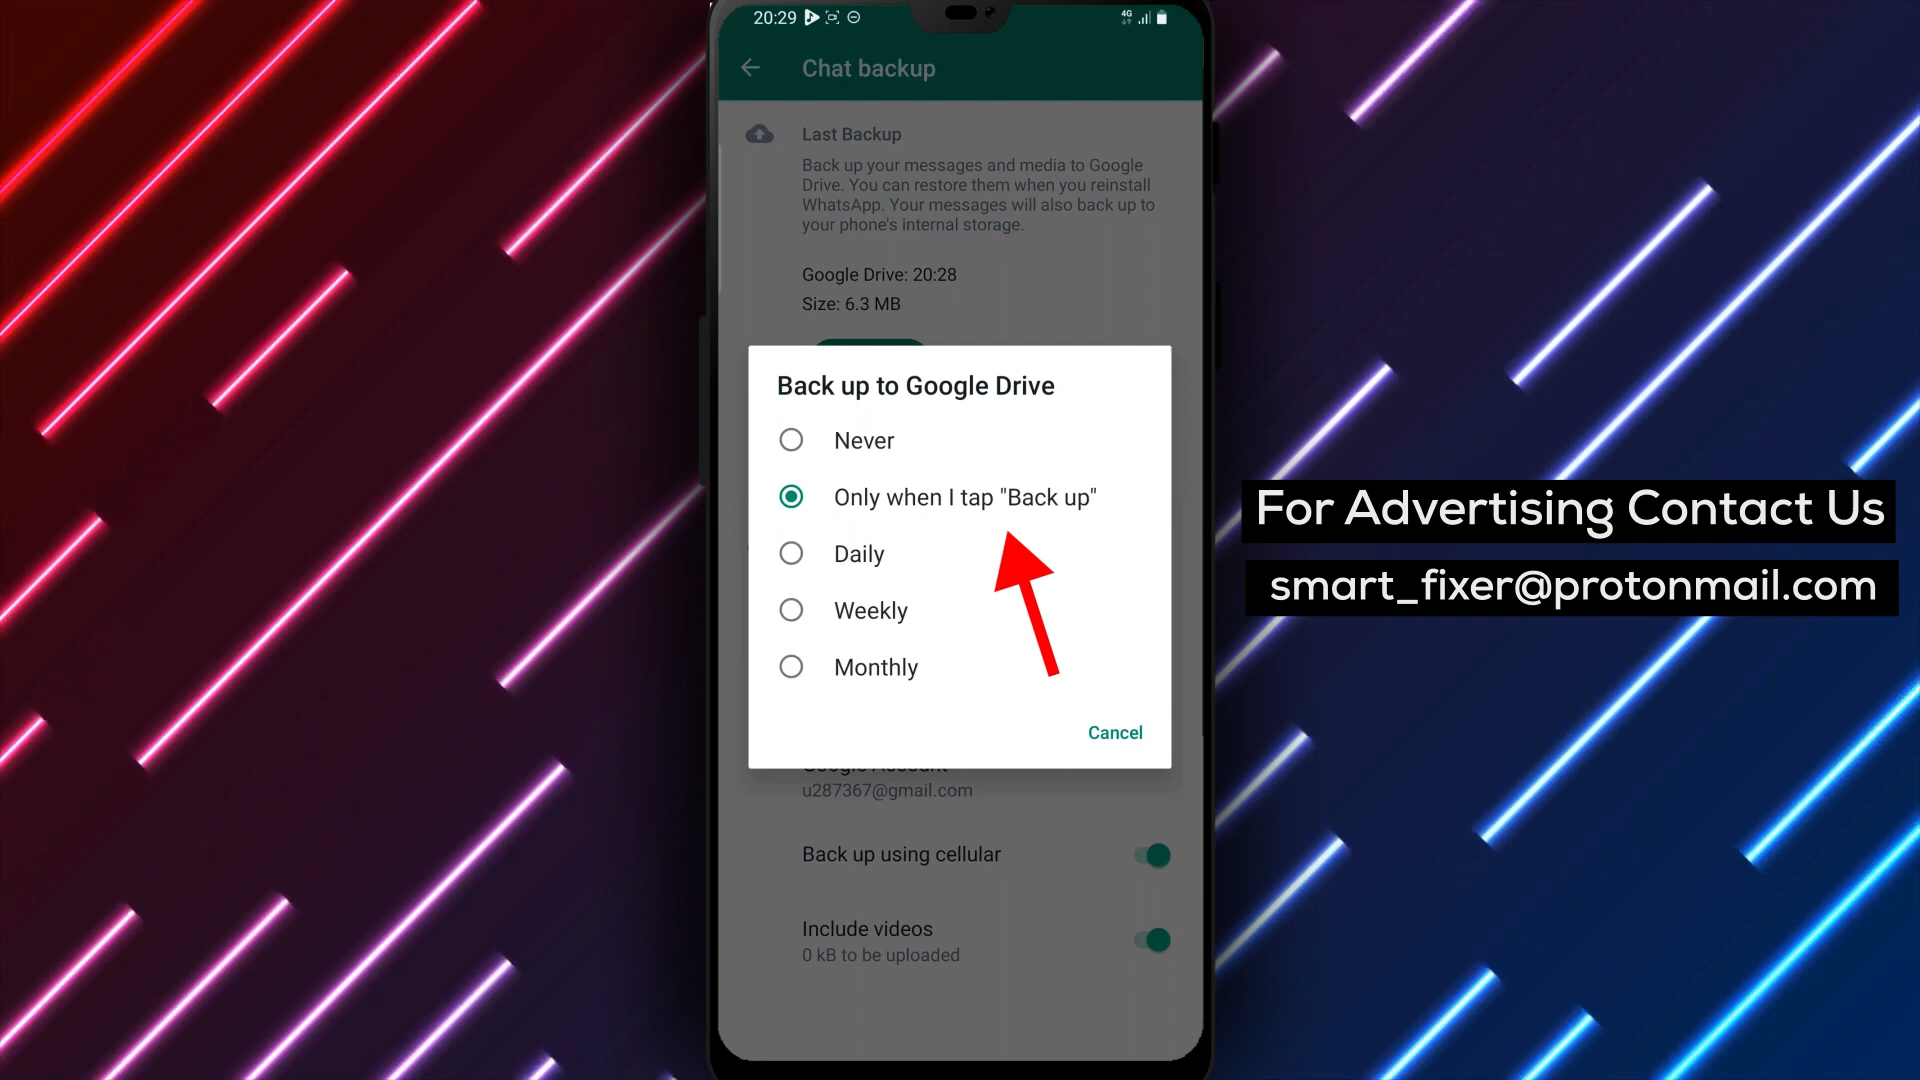 20:29
4G
Chat backup
Last Backup
Back up your messages and media to Google
Drive. You can restore them when you reinstall
WhatsApp. Your messages will also back up to
your phone's internal storage.
Google Drive: 20:28
Size: 6.3 MB
Back up to Google Drive
Never
Only when I tap "Back up"
Daily
Weekly
Monthly
Cancel
Google Account
u287367@gmail.com
Back up using cellular
Include videos
0 kB to be uploaded
For Advertising Contact Us
smart_fixer@protonmail.com